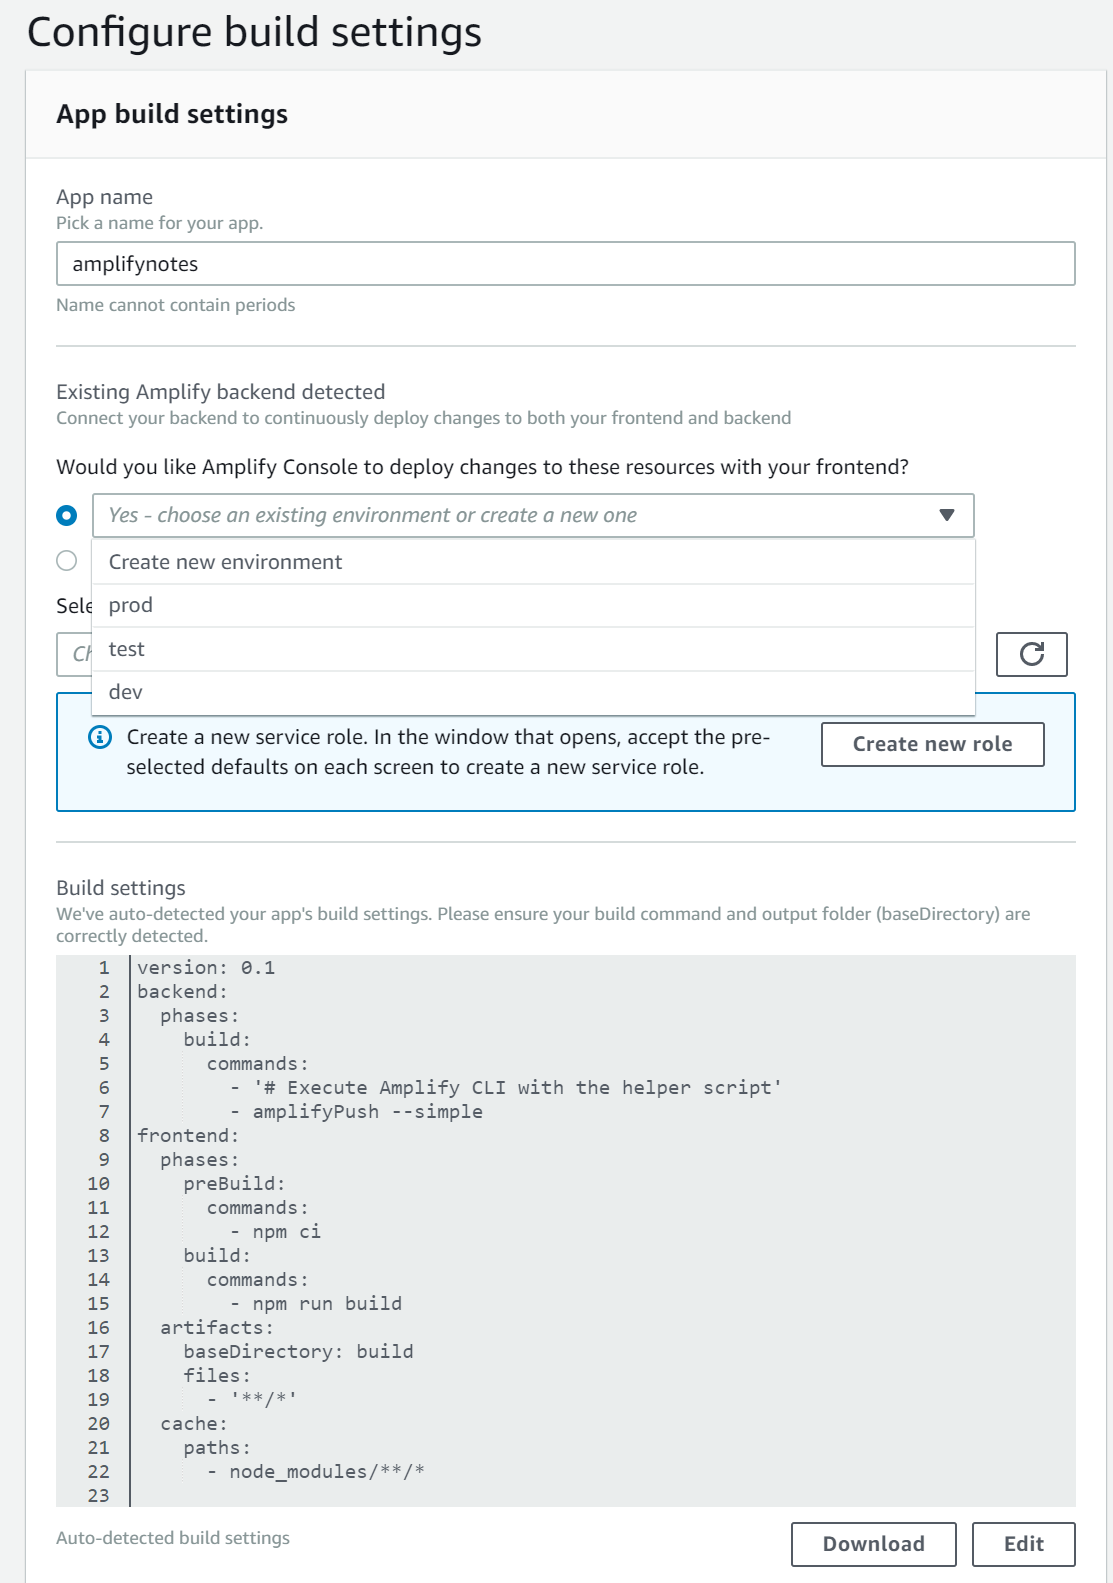 Configure build settings
App build settings
App name
Pick a name for your app.
amplifynotes
Name cannot contain periods
Existing Amplify backend detected
Connect your backend to continuously deploy changes to both your frontend and backend
Would you like Amplify Console to deploy changes to these resources with your frontend?
Yes - choose an existing environment or create a new one
Create new environment
prod
test
dev
Create a new service role. In the window that opens, accept the pre-
selected defaults on each screen to create a new service role.
Create new role
Build settings
We've auto-detected your app's build settings. Please ensure your build command and output folder (baseDirectory) are
correctly detected.
1 version: 0.1
2 backend:
3   phases:
4     build:
5       commands:
6         - '# Execute Amplify CLI with the helper script'
7         - amplifyPush --simple
8 frontend:
9   phases:
10     preBuild:
11       commands:
12         - npm ci
13     build:
14       commands:
15         - npm run build
16   artifacts:
17     baseDirectory: build
18     files:
19       - '**/*'
20   cache:
21     paths:
22       - node_modules/**/*
23
Auto-detected build settings
Download
Edit